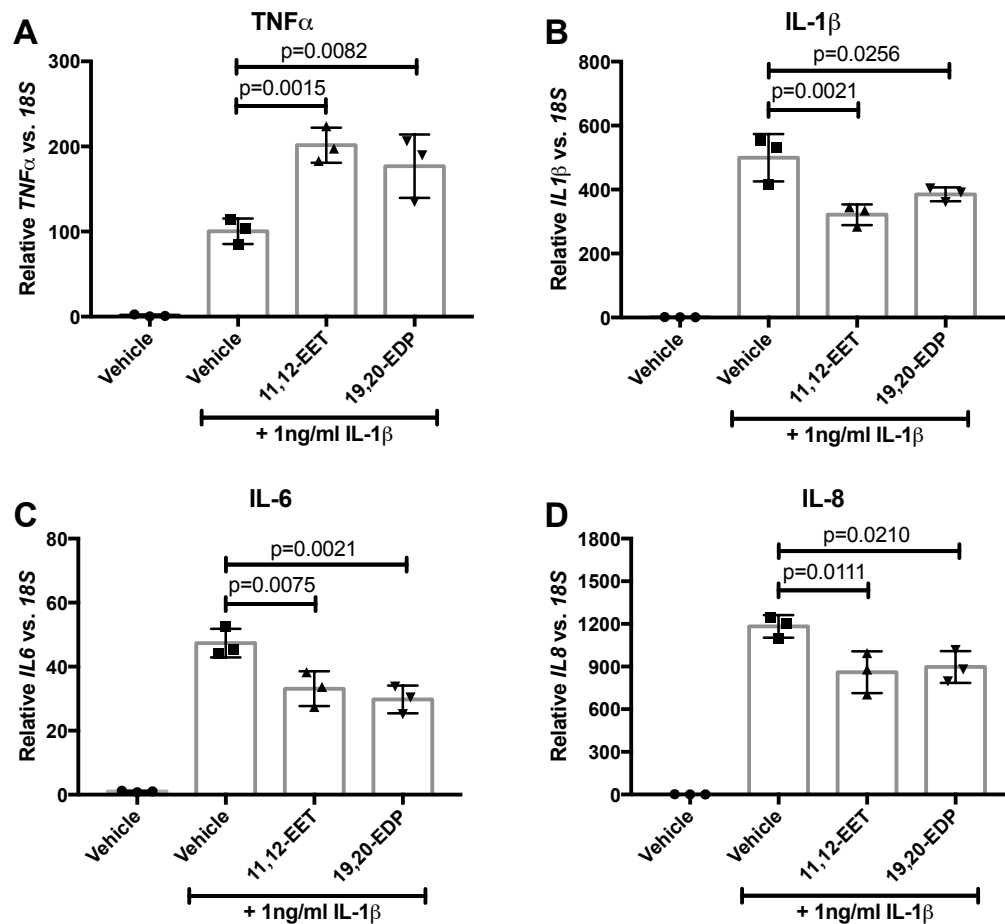 A
TNFα
Relative TNFα vs. 18S
300
200
100
0
p=0.0082
p=0.0015
Vehicle
Vehicle
11,12-EET
19,20-EDP
+ 1ng/ml IL-1β
B
IL-1β
Relative IL1β vs. 18S
800
600
400
200
0
p=0.0256
p=0.0021
Vehicle
Vehicle
11,12-EET
19,20-EDP
+ 1ng/ml IL-1β
C
IL-6
Relative IL6 vs. 18S
80
60
40
20
0
p=0.0021
p=0.0075
Vehicle
Vehicle
11,12-EET
19,20-EDP
+ 1ng/ml IL-1β
D
IL-8
Relative IL8 vs. 18S
1800
1500
1200
900
600
300
0
p=0.0210
p=0.0111
Vehicle
Vehicle
11,12-EET
19,20-EDP
+ 1ng/ml IL-1β